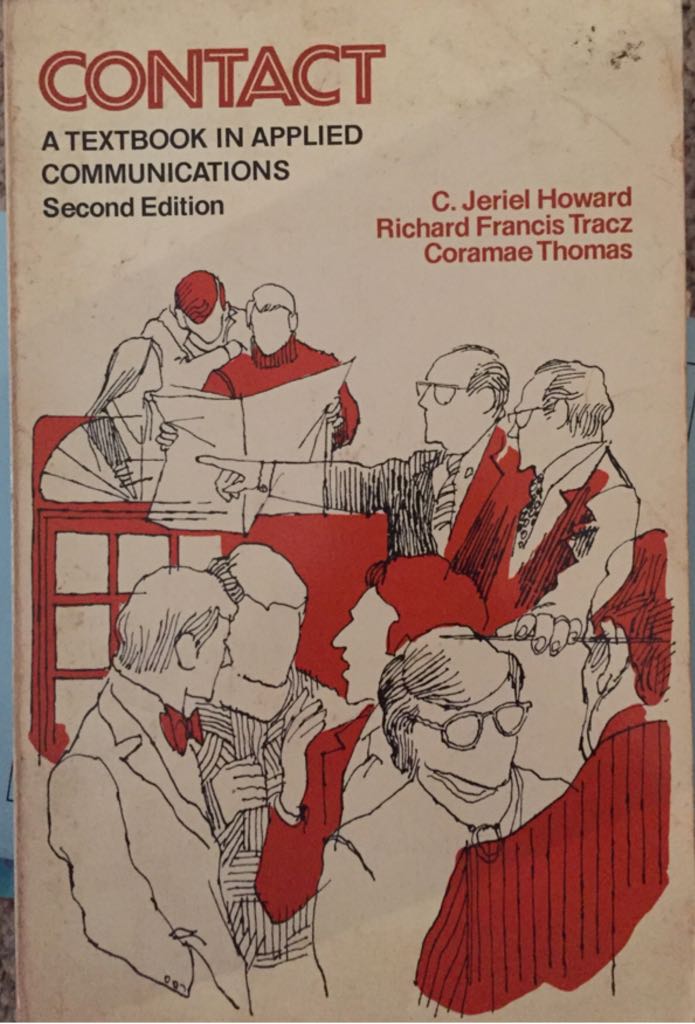 CONTACT
A TEXTBOOK IN APPLIED
COMMUNICATIONS
Second Edition
C. Jeriel Howard
Richard Francis Tracz
Coramae Thomas